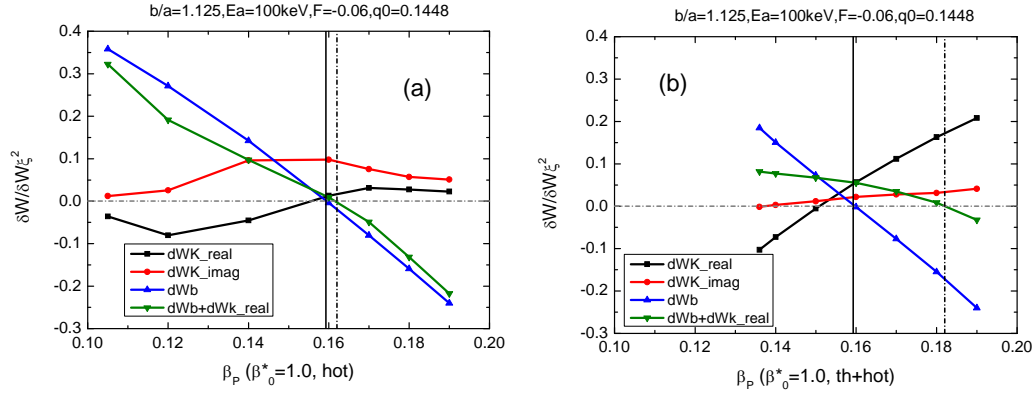 b/a=1.125,Ea=100keV,F=-0.06,q0=0.1448
(a)
δW/δWξ²
0.4
0.3
0.2
0.1
0.0
-0.1
-0.2
-0.3
dWK_real
dWK_imag
dWb
dWb+dWk_real
0.10 0.12 0.14 0.16 0.18 0.20
β_P (β*_0=1.0, hot)
b/a=1.125,Ea=100keV,F=-0.06,q0=0.1448
(b)
δW/δWξ²
0.4
0.3
0.2
0.1
0.0
-0.1
-0.2
-0.3
dWK_real
dWK_imag
dWb
dWb+dWk_real
0.10 0.12 0.14 0.16 0.18 0.20
β_P (β*_0=1.0, th+hot)